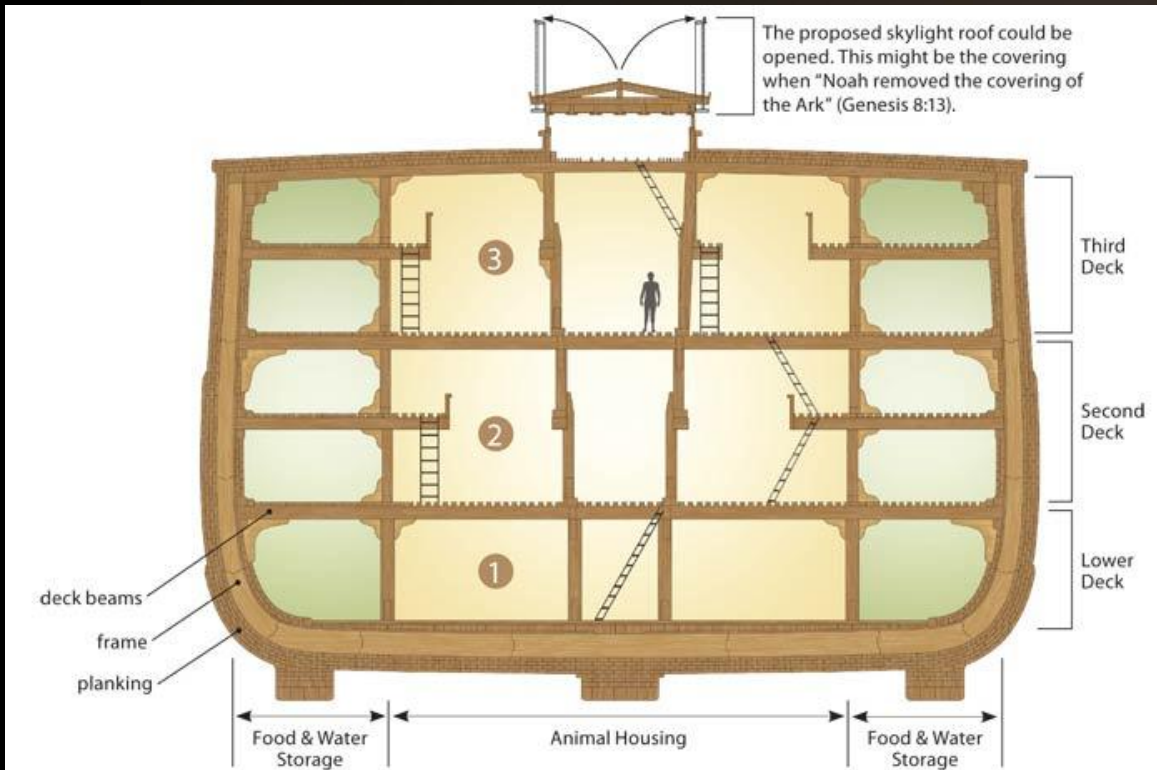 The proposed skylight roof could be
opened. This might be the covering
when “Noah removed the covering of
the Ark” (Genesis 8:13).
3
Third
Deck
2
Second
Deck
1
Lower
Deck
deck beams
frame
planking
Food & Water
Storage
Animal Housing
Food & Water
Storage